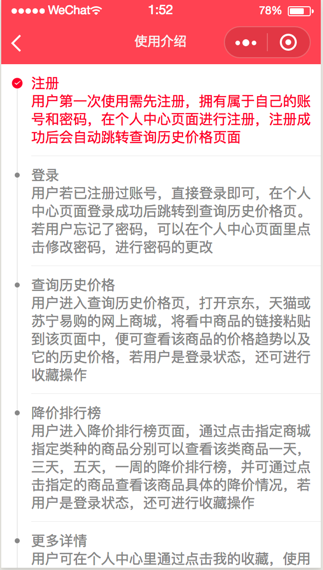 WeChat
1:52
78%
使用介绍
注册
用户第一次使用需先注册，拥有属于自己的账
号和密码，在个人中心页面进行注册，注册成
功后会自动跳转查询历史价格页面
登录
用户若已注册过账号，直接登录即可，在个人
中心页面登录成功后跳转到查询历史价格页。
若用户忘记了密码，可以在个人中心页面里点
击修改密码，进行密码的更改
查询历史价格
用户进入查询历史价格页，打开京东，天猫或
苏宁易购的网上商城，将看中商品的链接粘贴
到该页面中，便可查看该商品的价格趋势以及
它的历史价格，若用户是登录状态，还可进行
收藏操作
降价排行榜
用户进入降价排行榜页面，通过点击指定商城
指定类种的商品分别可以查看该类商品一天，
三天，五天，一周的降价排行榜，并可通过点
击指定的商品查看该商品具体的降价情况，若
用户是登录状态，还可进行收藏操作
更多详情
用户可在个人中心里通过点击我的收藏，使用